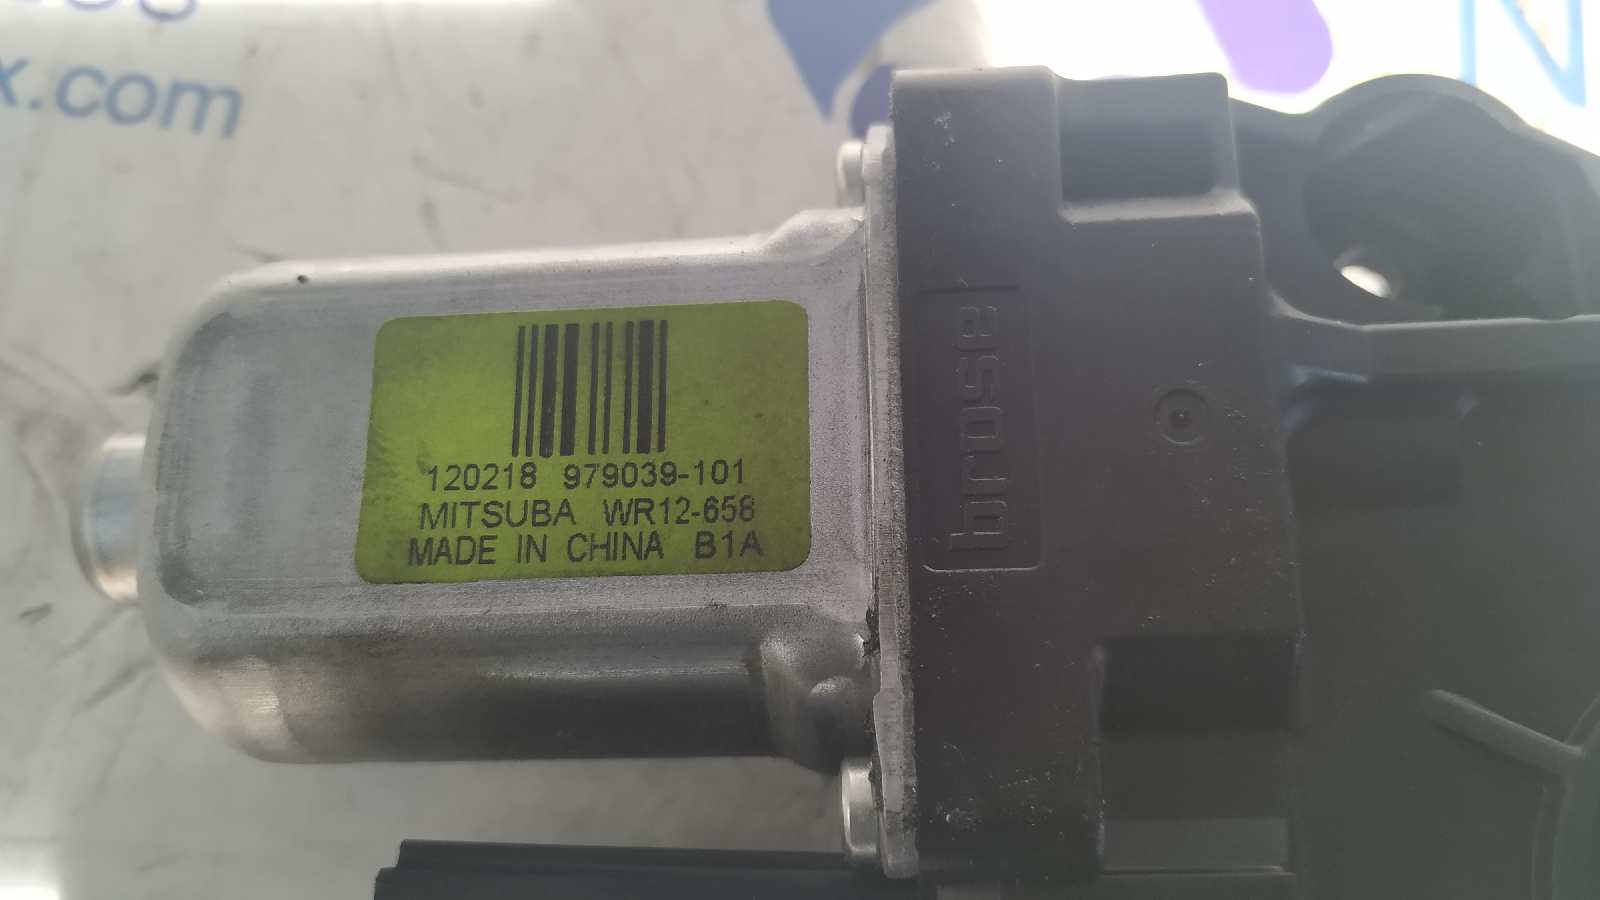 x.com
120218 979039-101
MITSUBA WR12-658
MADE IN CHINA B1A
brose
N